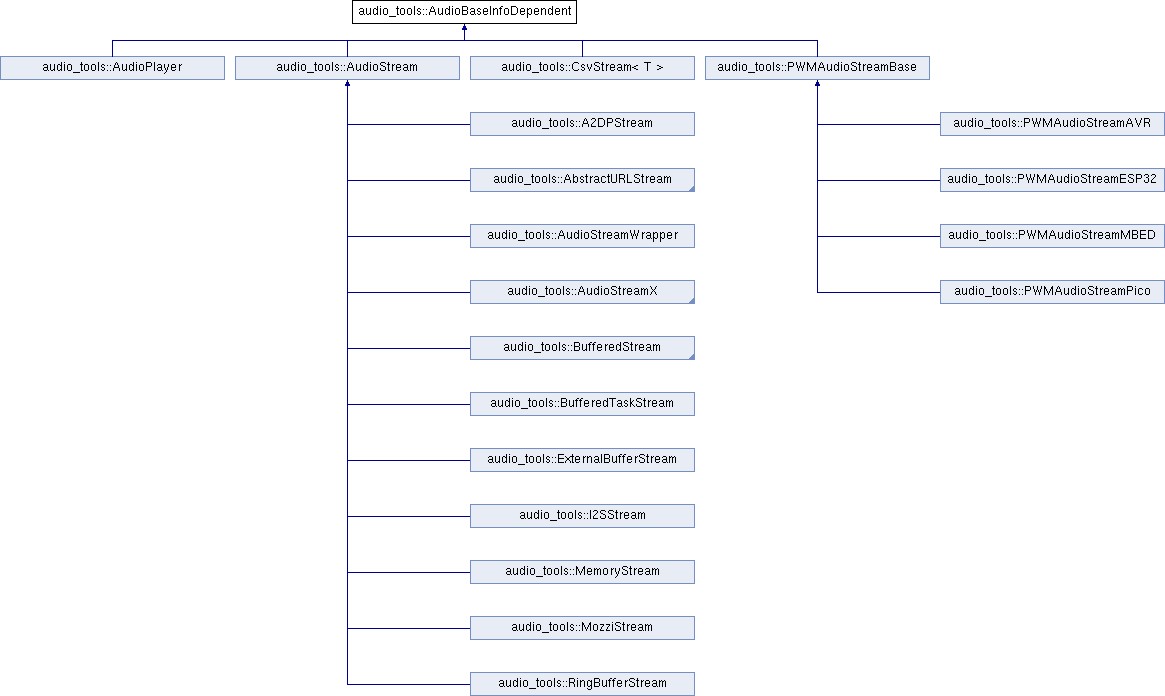 audio_tools::AudioBaseInfoDependent
audio_tools::AudioPlayer
audio_tools::AudioStream
audio_tools::CsvStream< T >
audio_tools::PWMAudioStreamBase
audio_tools::A2DPStream
audio_tools::PWMAudioStreamAVR
audio_tools::AbstractURLStream
audio_tools::PWMAudioStreamESP32
audio_tools::AudioStreamWrapper
audio_tools::PWMAudioStreamMBED
audio_tools::AudioStreamX
audio_tools::PWMAudioStreamPico
audio_tools::BufferedStream
audio_tools::BufferedTaskStream
audio_tools::ExternalBufferStream
audio_tools::I2SStream
audio_tools::MemoryStream
audio_tools::MozziStream
audio_tools::RingBufferStream